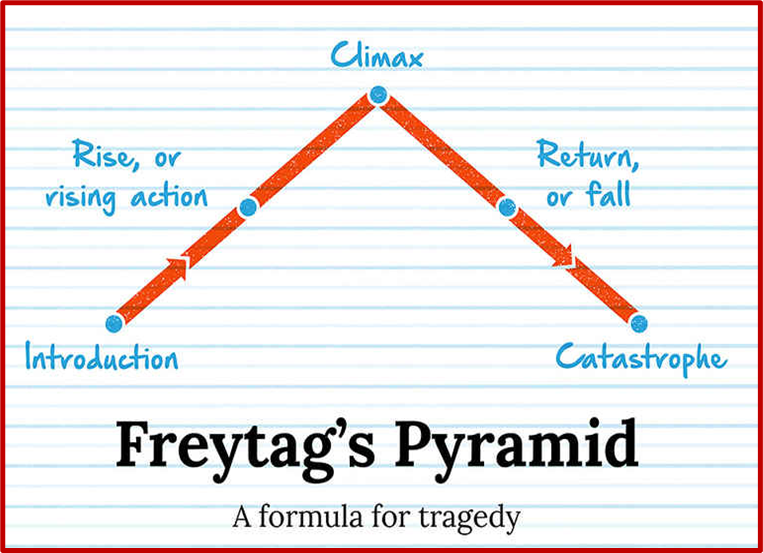 Climax
Rise, or
rising action
Return,
or fall
Introduction
Catastrophe
Freytag’s Pyramid
A formula for tragedy